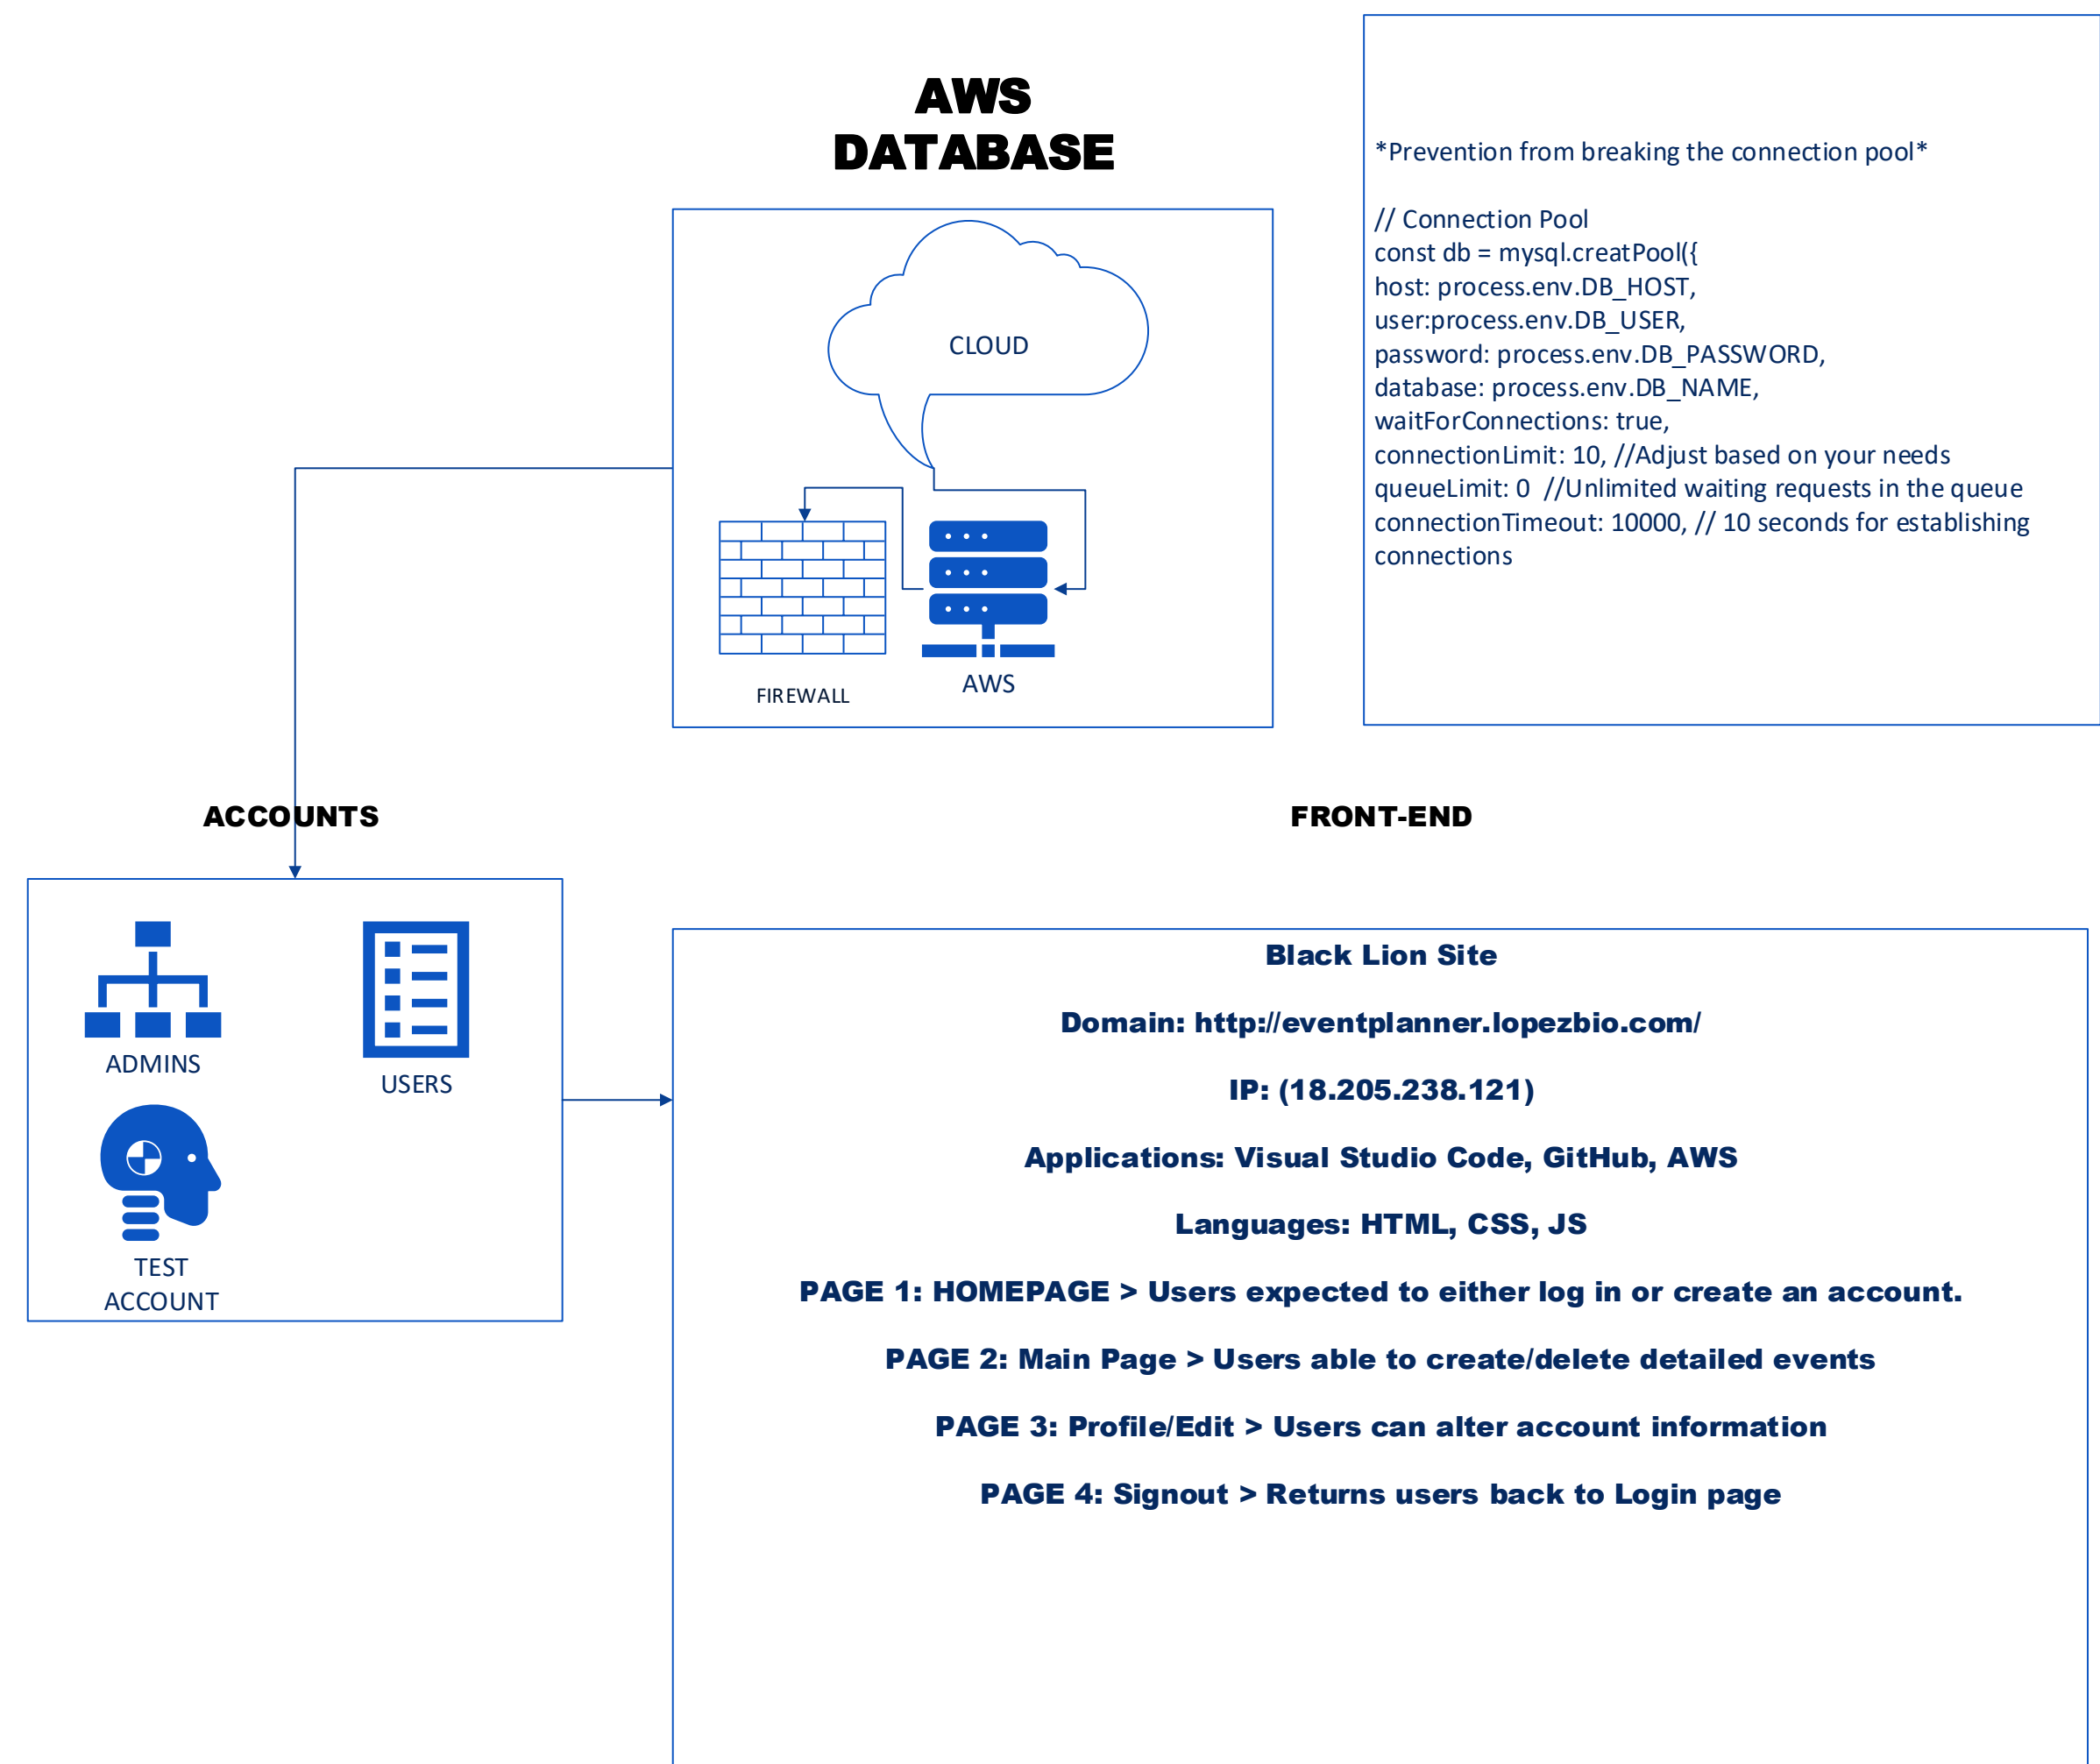 AWS
DATABASE
*Prevention from breaking the connection pool*
// Connection Pool
const db = mysql.creatPool({
host: process.env.DB_HOST,
user:process.env.DB_USER,
password: process.env.DB_PASSWORD,
database: process.env.DB_NAME,
waitForConnections: true,
connectionLimit: 10, //Adjust based on your needs
queueLimit: 0  //Unlimited waiting requests in the queue
connectionTimeout: 10000, // 10 seconds for establishing
connections
CLOUD
FIREWALL
AWS
ACCOUNTS
FRONT-END
ADMINS
USERS
TEST
ACCOUNT
Black Lion Site
Domain: http://eventplanner.lopezbio.com/
IP: (18.205.238.121)
Applications: Visual Studio Code, GitHub, AWS
Languages: HTML, CSS, JS
PAGE 1: HOMEPAGE > Users expected to either log in or create an account.
PAGE 2: Main Page > Users able to create/delete detailed events
PAGE 3: Profile/Edit > Users can alter account information
PAGE 4: Signout > Returns users back to Login page